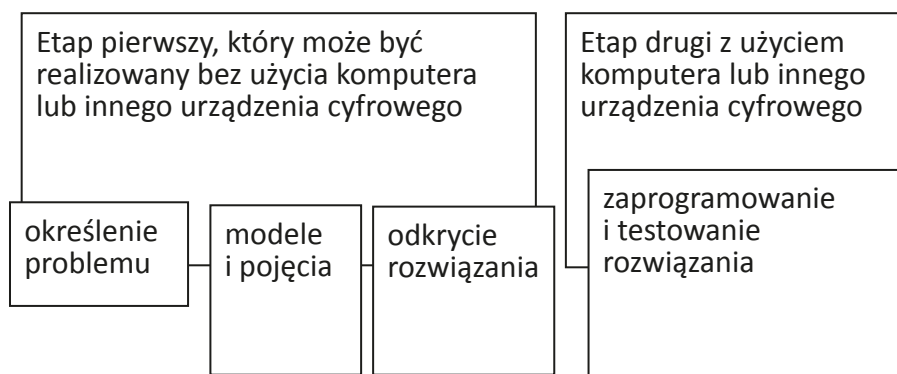 Etap pierwszy, który może być
realizowany bez użycia komputera
lub innego urządzenia cyfrowego
Etap drugi z użyciem
komputera lub innego
urządzenia cyfrowego
określenie
problemu
modele
i pojęcia
odkrycie
rozwiązania
zaprogramowanie
i testowanie
rozwiązania